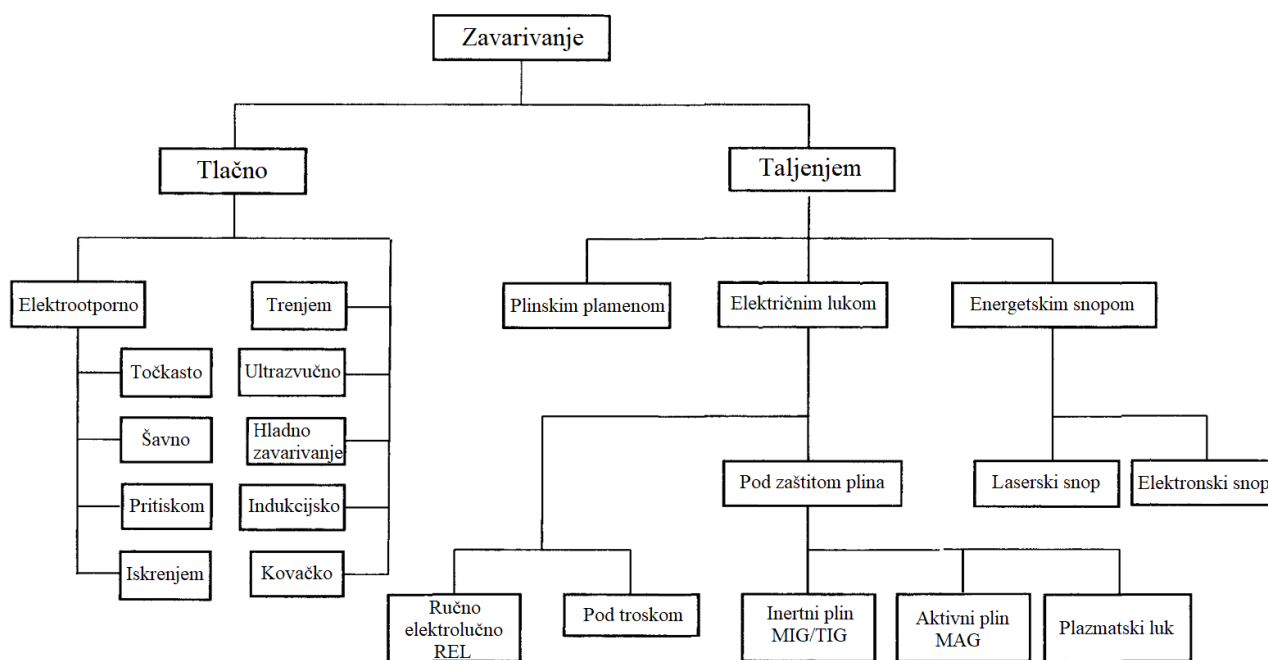 Zavarivanje
Tlačno
Taljenjem
Elektrootporno
Trenjem
Plinskim plamenom
Električnim lukom
Energetskim snopom
Točkasto
Ultrazvučno
Šavno
Hladno
zavarivanje
Pod zaštitom plina
Laserski snop
Elektronski snop
Pritiskom
Indukcijsko
Iskrenjem
Kovačko
Ručno
elektrolučno
REL
Pod troskom
Inertni plin
MIG/TIG
Aktivni plin
MAG
Plazmatski luk